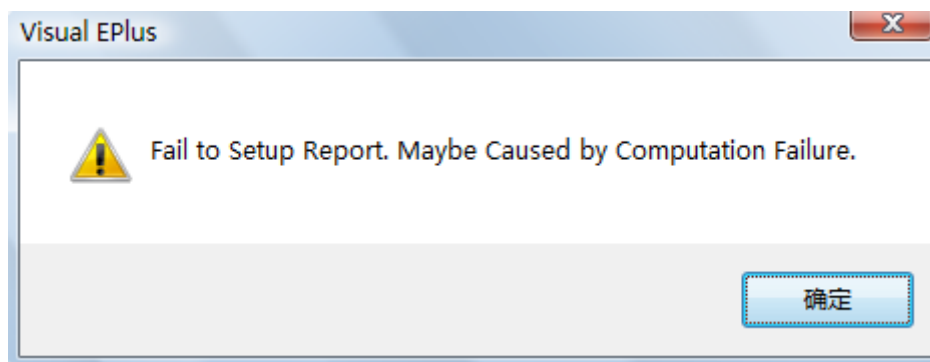 Visual EPlus
Fail to Setup Report. Maybe Caused by Computation Failure.
确定